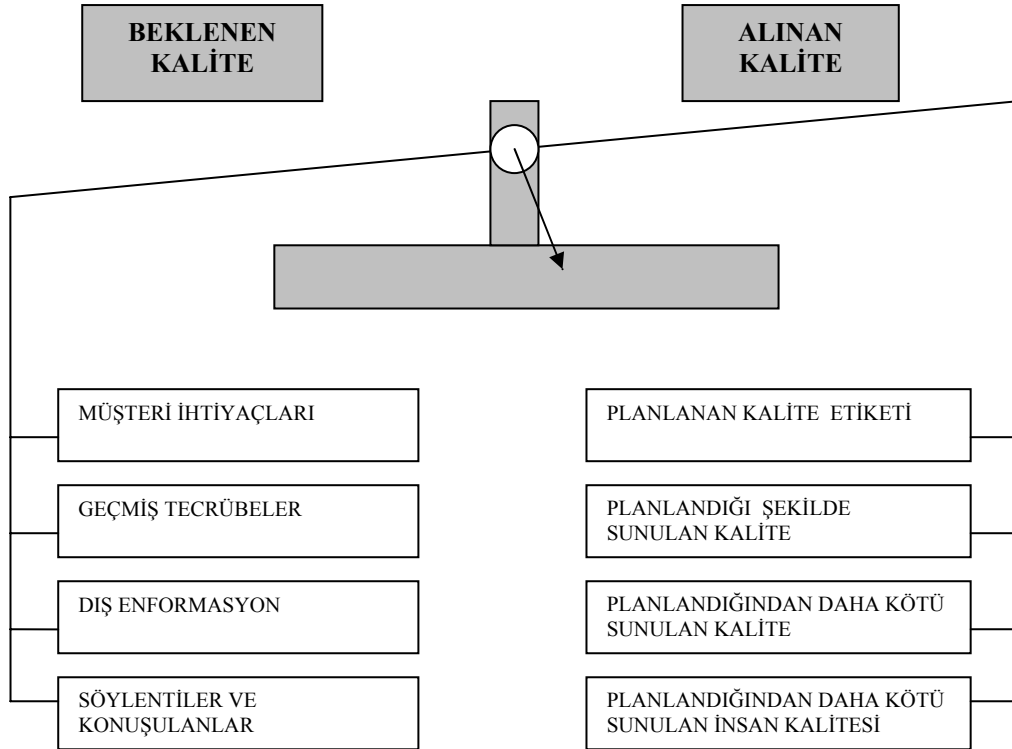 BEKLENEN
KALİTE
ALINAN
KALİTE
MÜŞTERİ İHTİYAÇLARI
GEÇMİŞ TECRÜBELER
DIŞ ENFORMASYON
SÖYLENTİLER VE
KONUŞULANLAR
PLANLANAN KALİTE ETİKETİ
PLANLANDIĞI ŞEKİLDE
SUNULAN KALİTE
PLANLANDIĞINDAN DAHA KÖTÜ
SUNULAN KALİTE
PLANLANDIĞINDAN DAHA KÖTÜ
SUNULAN İNSAN KALİTESİ